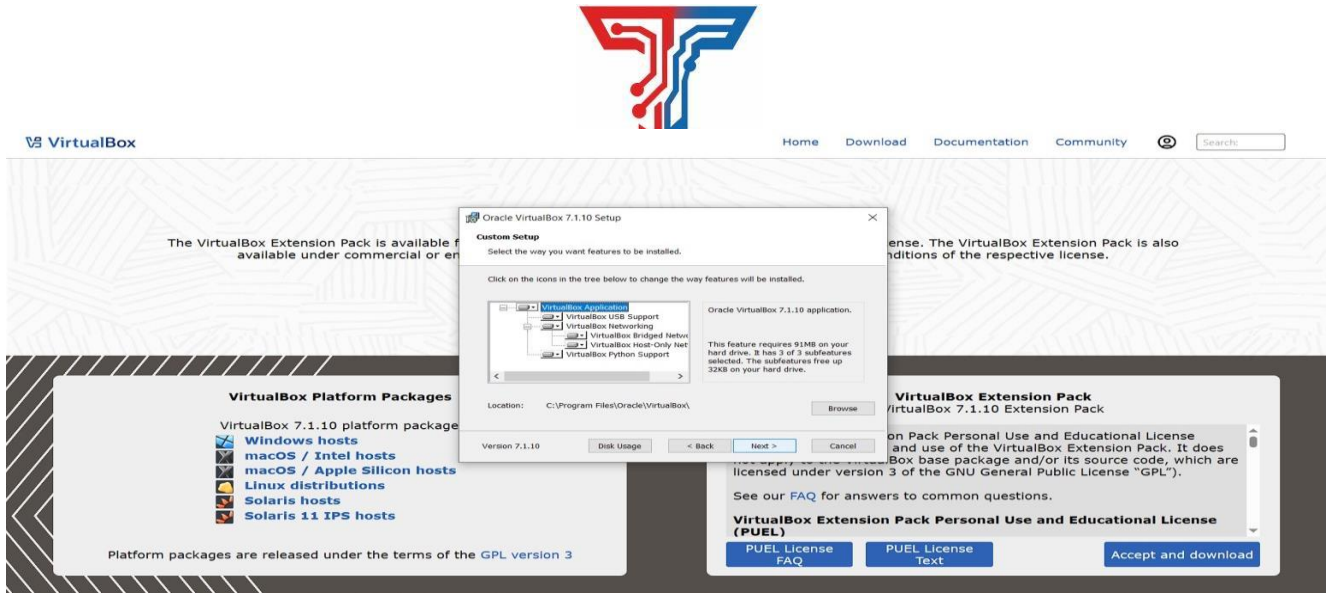 VirtualBox
Home Download Documentation Community Search:
The VirtualBox Extension Pack is available f
ense. The VirtualBox Extension Pack is also
available under commercial or en
nditions of the respective license.
Oracle VirtualBox 7.1.10 Setup
Custom Setup
Select the way you want features to be installed.
Click on the icons in the tree below to change the way features will be installed.
VirtualBox Application
VirtualBox USB Support
VirtualBox Networking
VirtualBox Bridged Netwo
VirtualBox Host-Only Net
VirtualBox Python Support
Oracle VirtualBox 7.1.10 application.
This feature requires 91MB on your
hard drive. It has 3 of 3 subfeatures
selected. The subfeatures free up
32KB on your hard drive.
Location: C:\Program Files\Oracle\VirtualBox\
Browse
Version 7.1.10
Disk Usage
< Back
Next >
Cancel
VirtualBox Platform Packages
VirtualBox 7.1.10 platform package
Windows hosts
macOS / Intel hosts
macOS / Apple Silicon hosts
Linux distributions
Solaris hosts
Solaris 11 IPS hosts
Platform packages are released under the terms of the GPL version 3
VirtualBox Extension Pack
VirtualBox 7.1.10 Extension Pack
on Pack Personal Use and Educational License
and use of the VirtualBox Extension Pack. It does
not apply to the VirtualBox base package and/or its source code, which are
licensed under version 3 of the GNU General Public License “GPL”).
See our FAQ for answers to common questions.
VirtualBox Extension Pack Personal Use and Educational License
(PUEL)
PUEL License
FAQ
PUEL License
Text
Accept and download